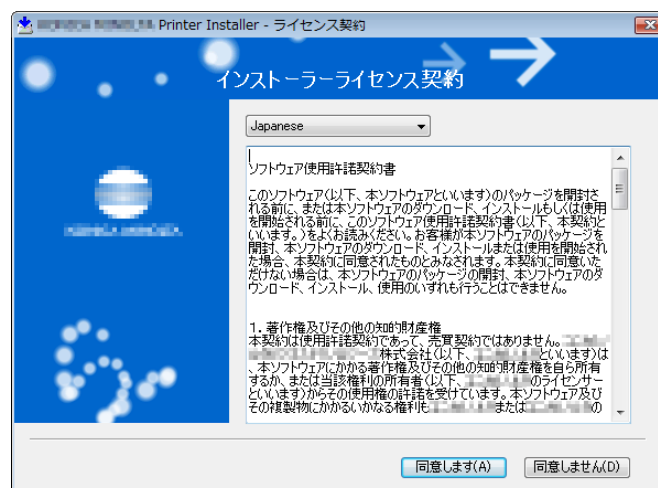 Printer Installer - ライセンス契約
インストーラーライセンス契約
Japanese
ソフトウェア使用許諾契約書
このソフトウェア(以下、本ソフトウェアといいます)のパッケージを開封さ
れる前に、または本ソフトウェアのダウンロード、インストールもしくは使用
を開始される前に、このソフトウェア使用許諾契約書(以下、本契約と
いいます。)をよくお読みください。お客様が本ソフトウェアのパッケージを
開封、本ソフトウェアのダウンロード、インストールまたは使用を開始され
た場合、本契約に同意されたものとみなされます。本契約に同意いた
だけない場合は、本ソフトウェアのパッケージの開封、本ソフトウェアのダ
ウンロード、インストール、使用のいずれも行うことはできません。
1. 著作権及びその他の知的財産権
本契約は使用許諾契約であって、売買契約ではありません。
株式会社(以下、といいます)は
、本ソフトウェアにかかる著作権及びその他の知的財産権を自ら所有
するか、または当該権利の所有者(以下、のライセンサー
といいます)からその使用権の許諾を受けています。本ソフトウェア及び
その複製物にかかるいかなる権利ものまたはの
同意します(A)
同意しません(D)